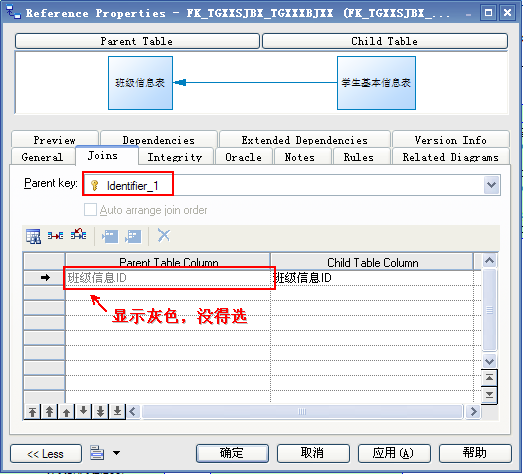 Reference Properties - FK_TGXXSJBX_TGXXXBJXX (FK_TGXXSJBX_...
Parent Table
Child Table
班级信息表
学生基本信息表
Preview
Dependencies
Extended Dependencies
Version Info
General
Joins
Integrity
Oracle
Notes
Rules
Related Diagrams
Parent key:
Identifier_1
Auto arrange join order
Parent Table Column
Child Table Column
班级信息ID
班级信息ID
显示灰色，没得选
<< Less
确定
取消
应用(A)
帮助